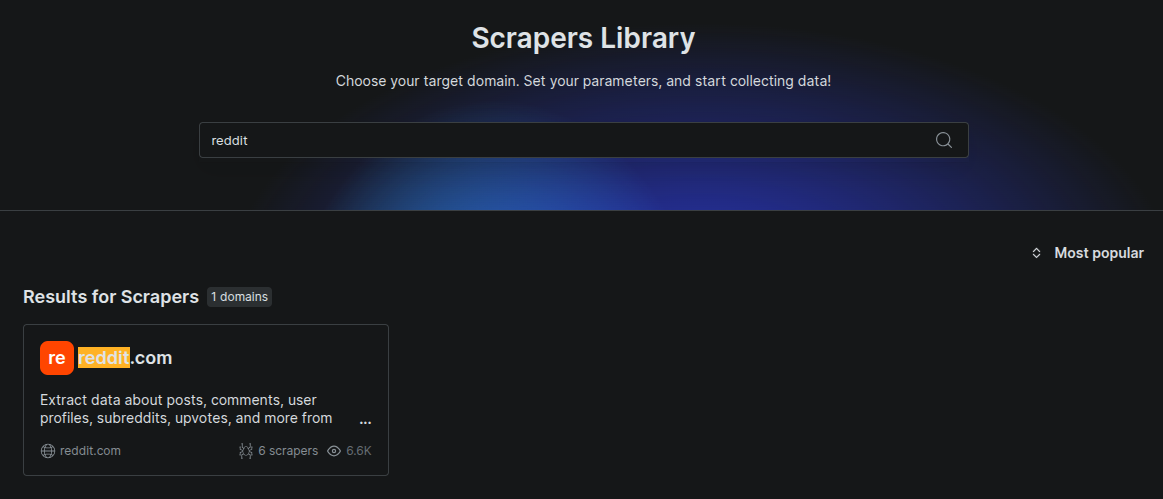 Scrapers Library
Choose your target domain. Set your parameters, and start collecting data!
reddit
Most popular
Results for Scrapers 1 domains
re reddit.com
Extract data about posts, comments, user
profiles, subreddits, upvotes, and more from ...
reddit.com 6 scrapers 6.6K